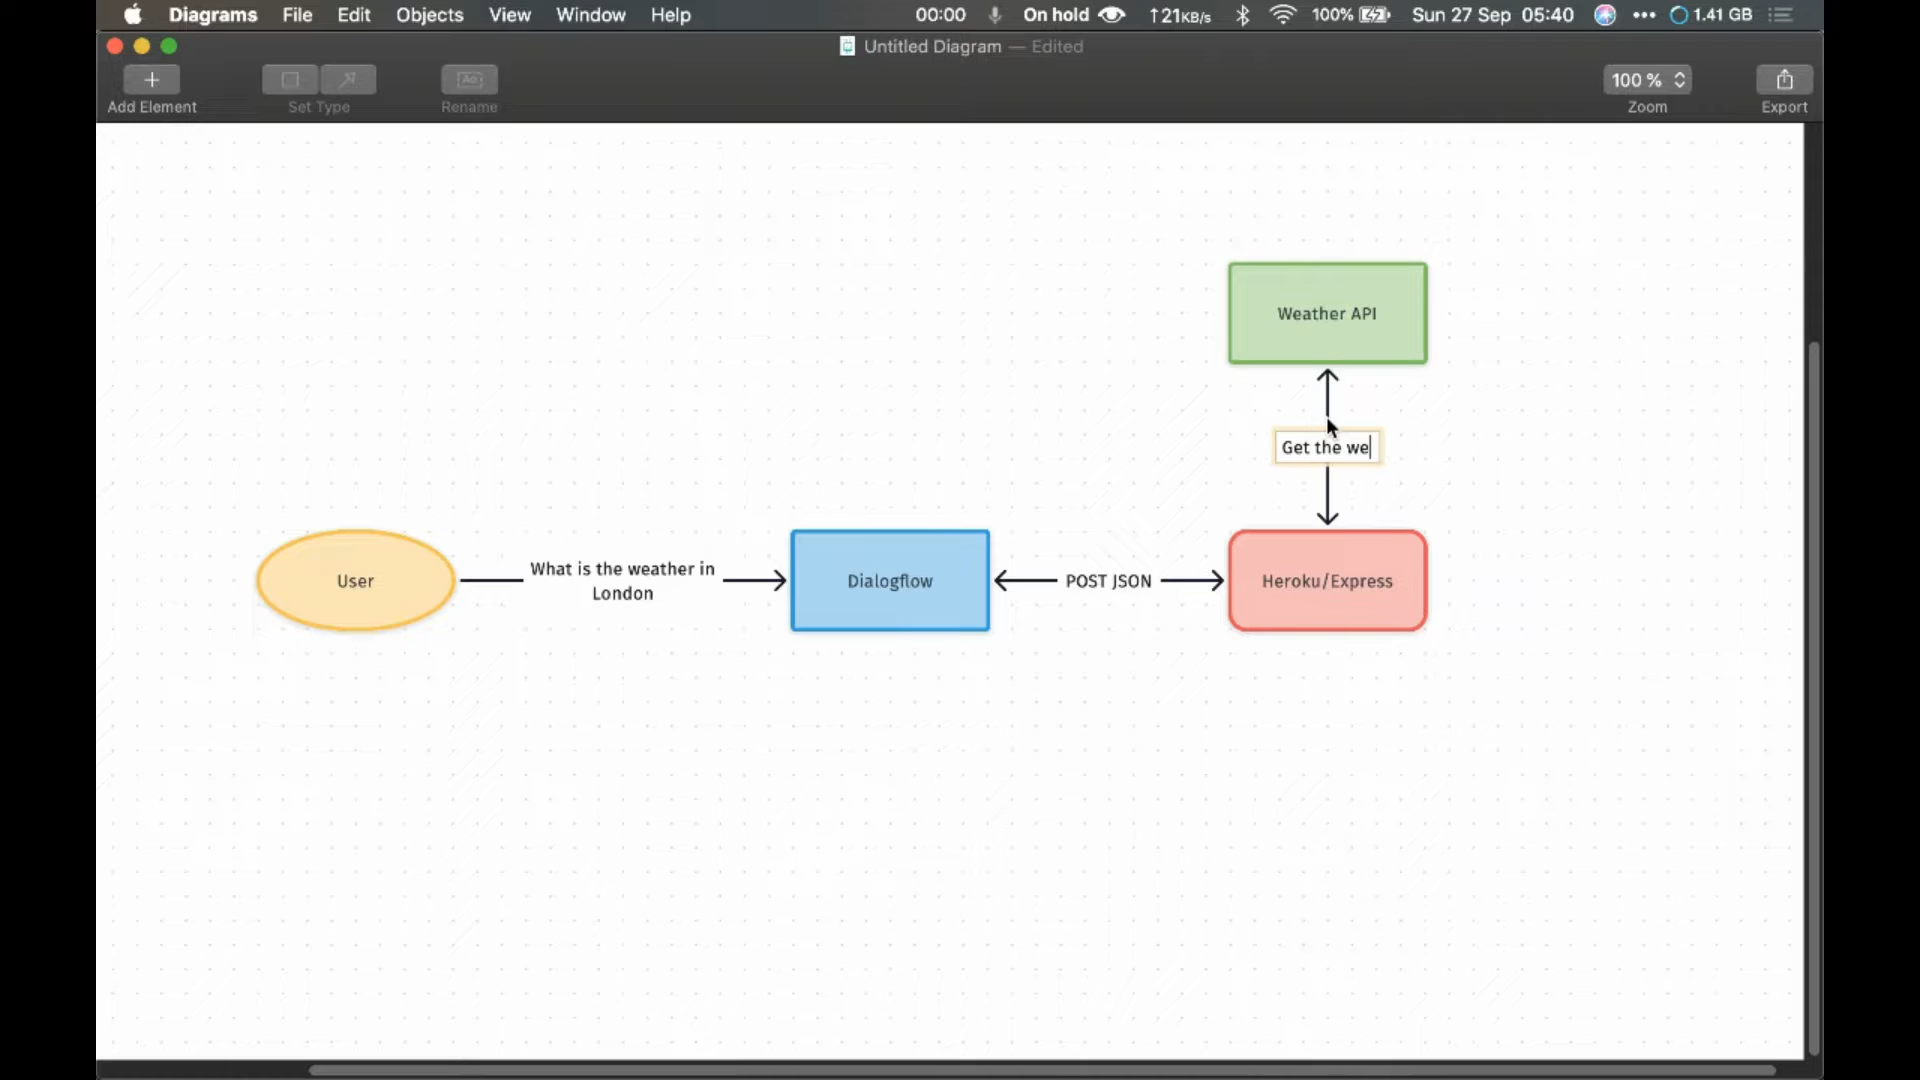 Diagrams File Edit Objects View Window Help 00:00 On hold ↑21KB/s 100% Sun 27 Sep 05:40 ••• 1.41 GB
Untitled Diagram — Edited
100 %
Add Element Set Type Rename Zoom Export
Weather API
Get the we
User
What is the weather in
London
Dialogflow
POST JSON
Heroku/Express